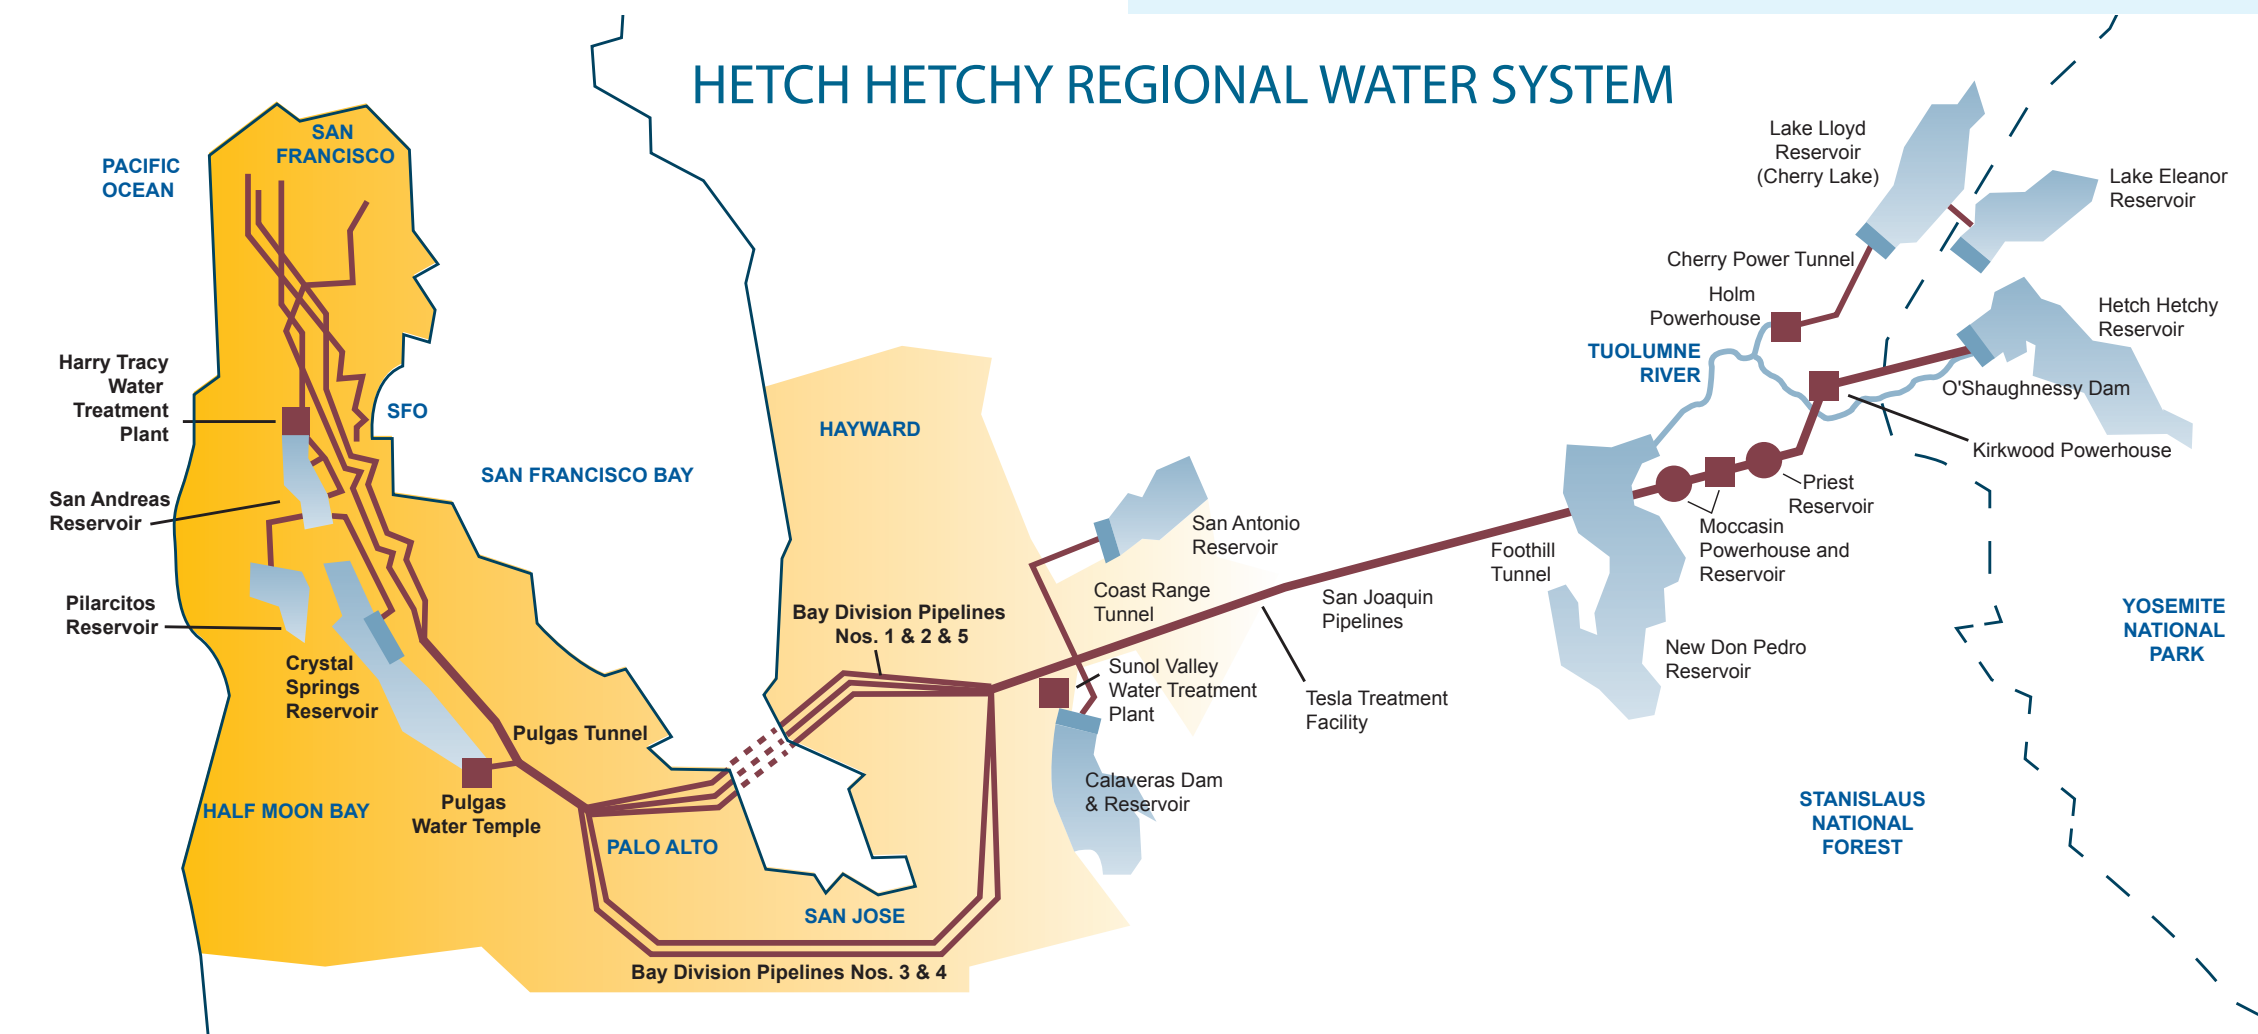 HETCH HETCHY REGIONAL WATER SYSTEM
SAN
FRANCISCO
PACIFIC
OCEAN
Harry Tracy
Water
Treatment
Plant
SFO
San Andreas
Reservoir
SAN FRANCISCO BAY
HAYWARD
Pilarcitos
Reservoir
Crystal
Springs
Reservoir
Bay Division Pipelines
Nos. 1 & 2 & 5
Pulgas Tunnel
HALF MOON BAY
Pulgas
Water Temple
PALO ALTO
SAN JOSE
Bay Division Pipelines Nos. 3 & 4
San Antonio
Reservoir
Coast Range
Tunnel
Sunol Valley
Water Treatment
Plant
Calaveras Dam
& Reservoir
Tesla Treatment
Facility
San Joaquin
Pipelines
Foothill
Tunnel
New Don Pedro
Reservoir
Moccasin
Powerhouse and
Reservoir
Priest
Reservoir
Kirkwood Powerhouse
O'Shaughnessy Dam
Hetch Hetchy
Reservoir
TUOLUMNE
RIVER
Holm
Powerhouse
Cherry Power Tunnel
Lake Lloyd
Reservoir
(Cherry Lake)
Lake Eleanor
Reservoir
YOSEMITE
NATIONAL
PARK
STANISLAUS
NATIONAL
FOREST